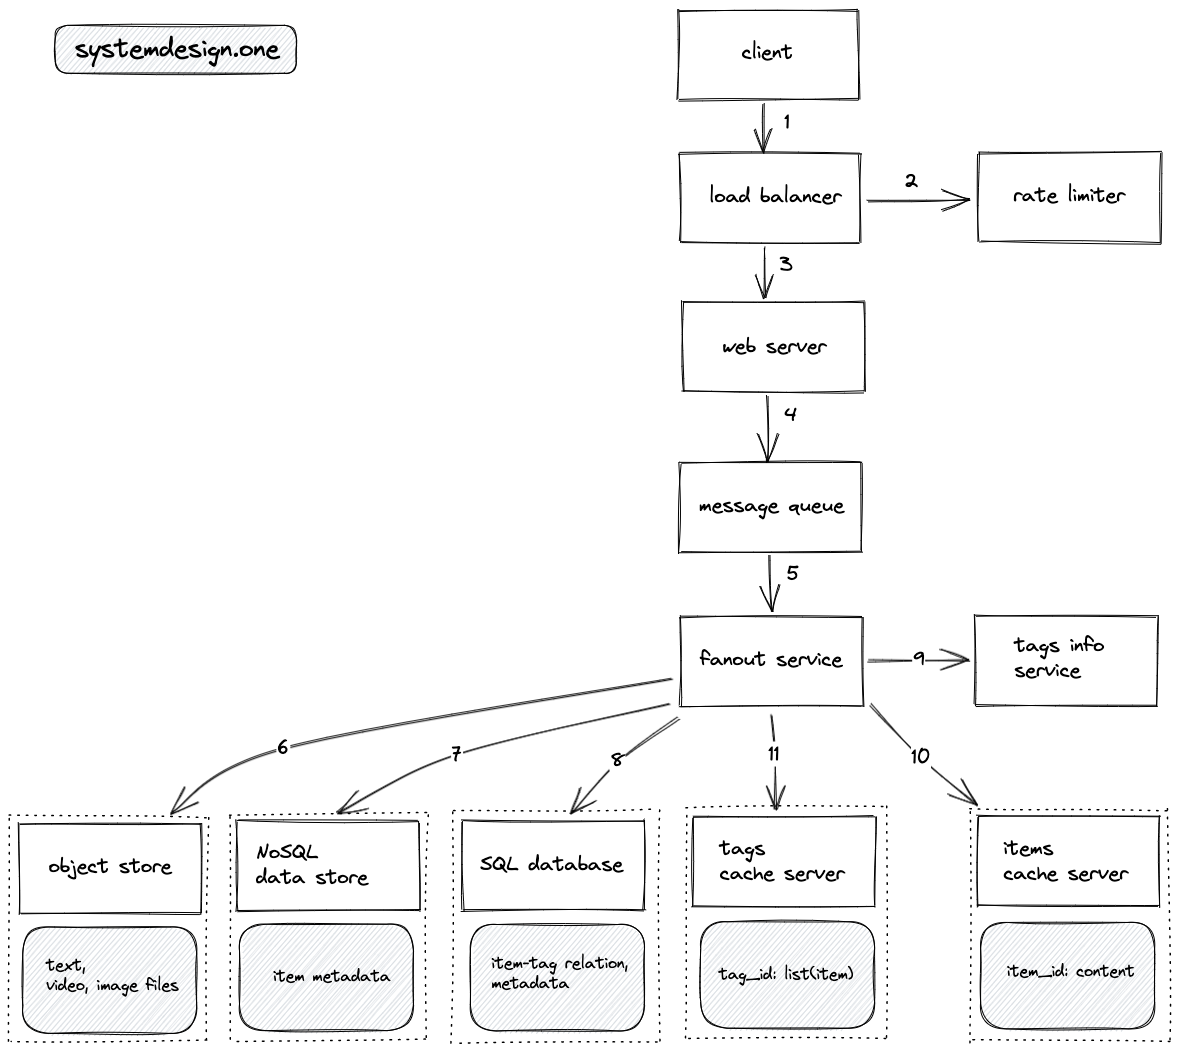 systemdesign.one
client
1
load balancer
2
rate limiter
3
web server
4
message queue
5
fanout service
9
tags info
service
6
7
8
11
10
object store
text,
video, image files
NoSQL
data store
item metadata
SQL database
item-tag relation,
metadata
tags
cache server
tag_id: list(item)
items
cache server
item_id: content